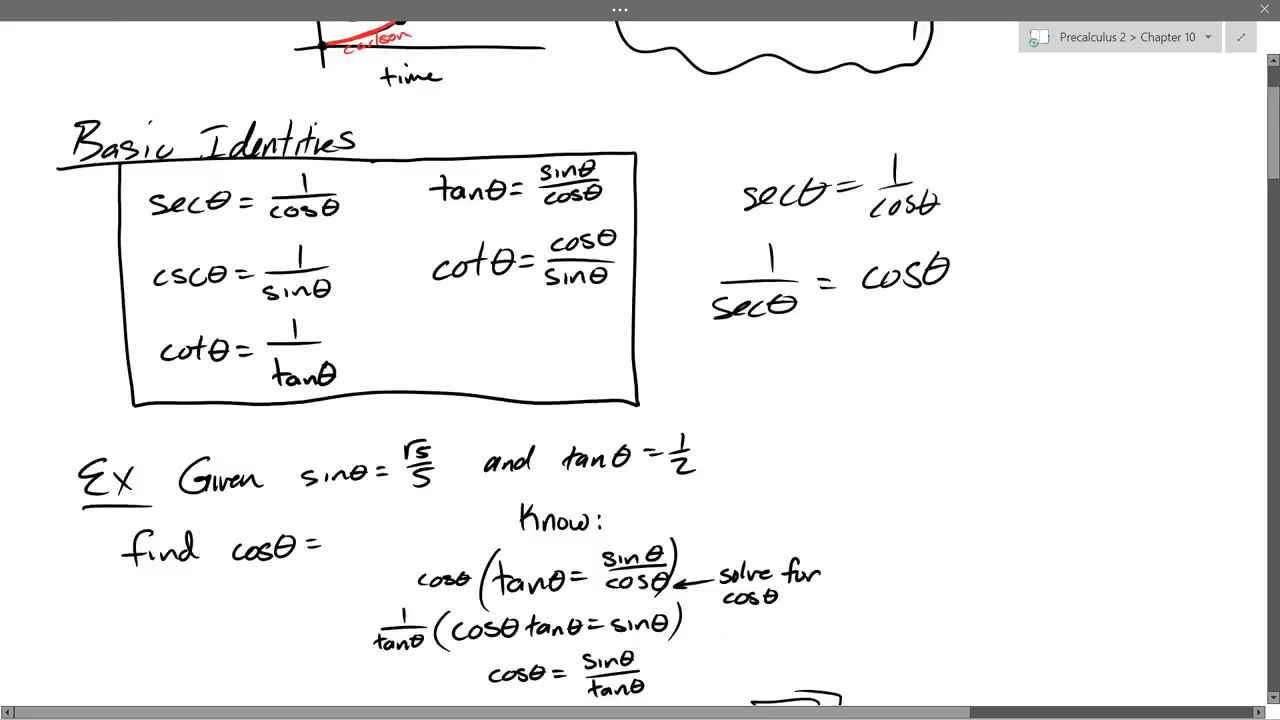 Precalculus 2 > Chapter 10
carlson
time
Basic Identities
secθ = 1/cosθ
tanθ = sinθ/cosθ
cscθ = 1/sinθ
cotθ = cosθ/sinθ
cotθ = 1/tanθ
secθ = 1/cosθ
1/secθ = cosθ
Ex Given sinθ = √5/5 and tanθ = 1/2
find cosθ =
Know:
cosθ (tanθ = sinθ/cosθ) ← solve for cosθ
1/tanθ (cosθ tanθ = sinθ)
cosθ = sinθ/tanθ